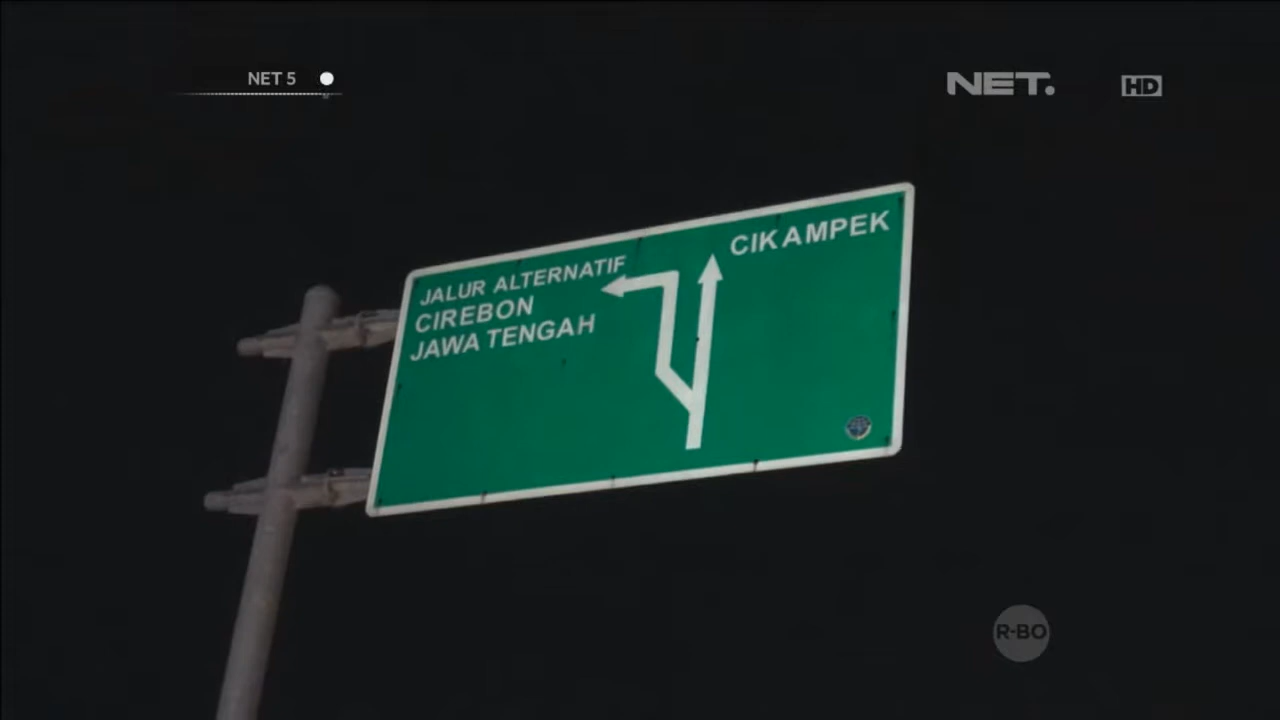 NET 5
NET.
HD
CIKAMPEK
JALUR ALTERNATIF
CIREBON
JAWA TENGAH
R-BO